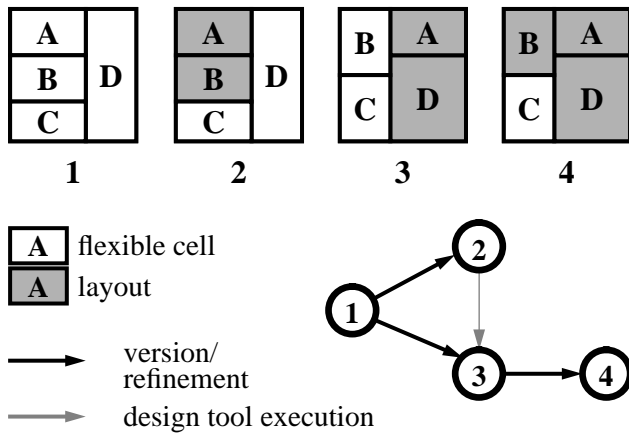 A
B
C
D
1
A
B
C
D
2
B
C
A
D
3
B
C
A
D
4
A flexible cell
A layout
version/
refinement
design tool execution
1
2
3
4